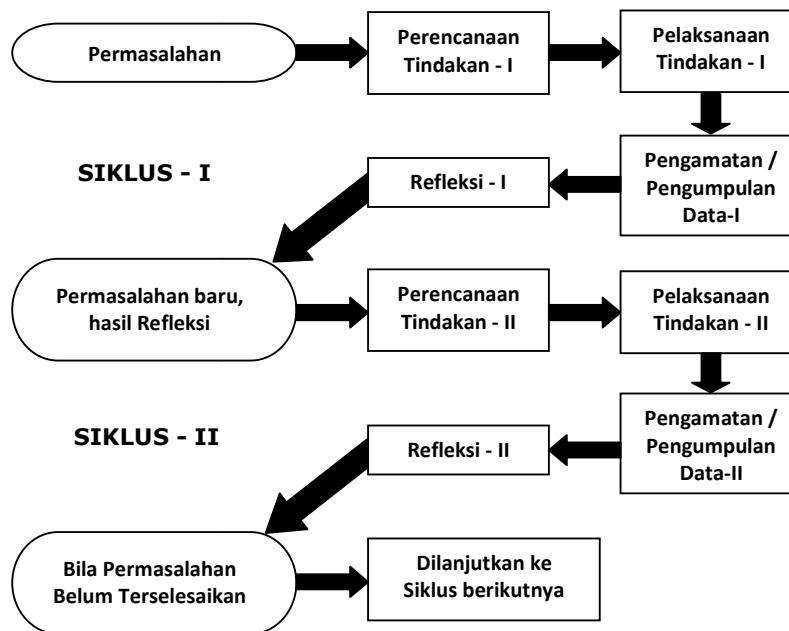 Permasalahan
Perencanaan
Tindakan - I
Pelaksanaan
Tindakan - I
SIKLUS - I
Refleksi - I
Pengamatan /
Pengumpulan
Data-I
Permasalahan baru,
hasil Refleksi
Perencanaan
Tindakan - II
Pelaksanaan
Tindakan - II
SIKLUS - II
Refleksi - II
Pengamatan /
Pengumpulan
Data-II
Bila Permasalahan
Belum Terselesaikan
Dilanjutkan ke
Siklus berikutnya